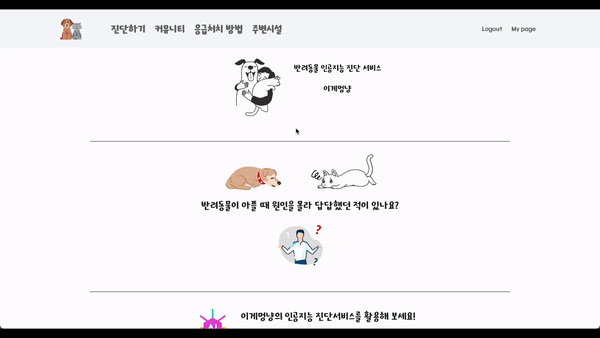 진단하기 커뮤니티 응급처치 방법 주변시설 Logout My page
반려동물 인공지능 진단 서비스
이게멍냥
반려동물이 아플 때 원인을 몰라 답답했던 적이 있나요?
? ?
이게멍냥의 인공지능 진단서비스를 활용해 보세요!
AI